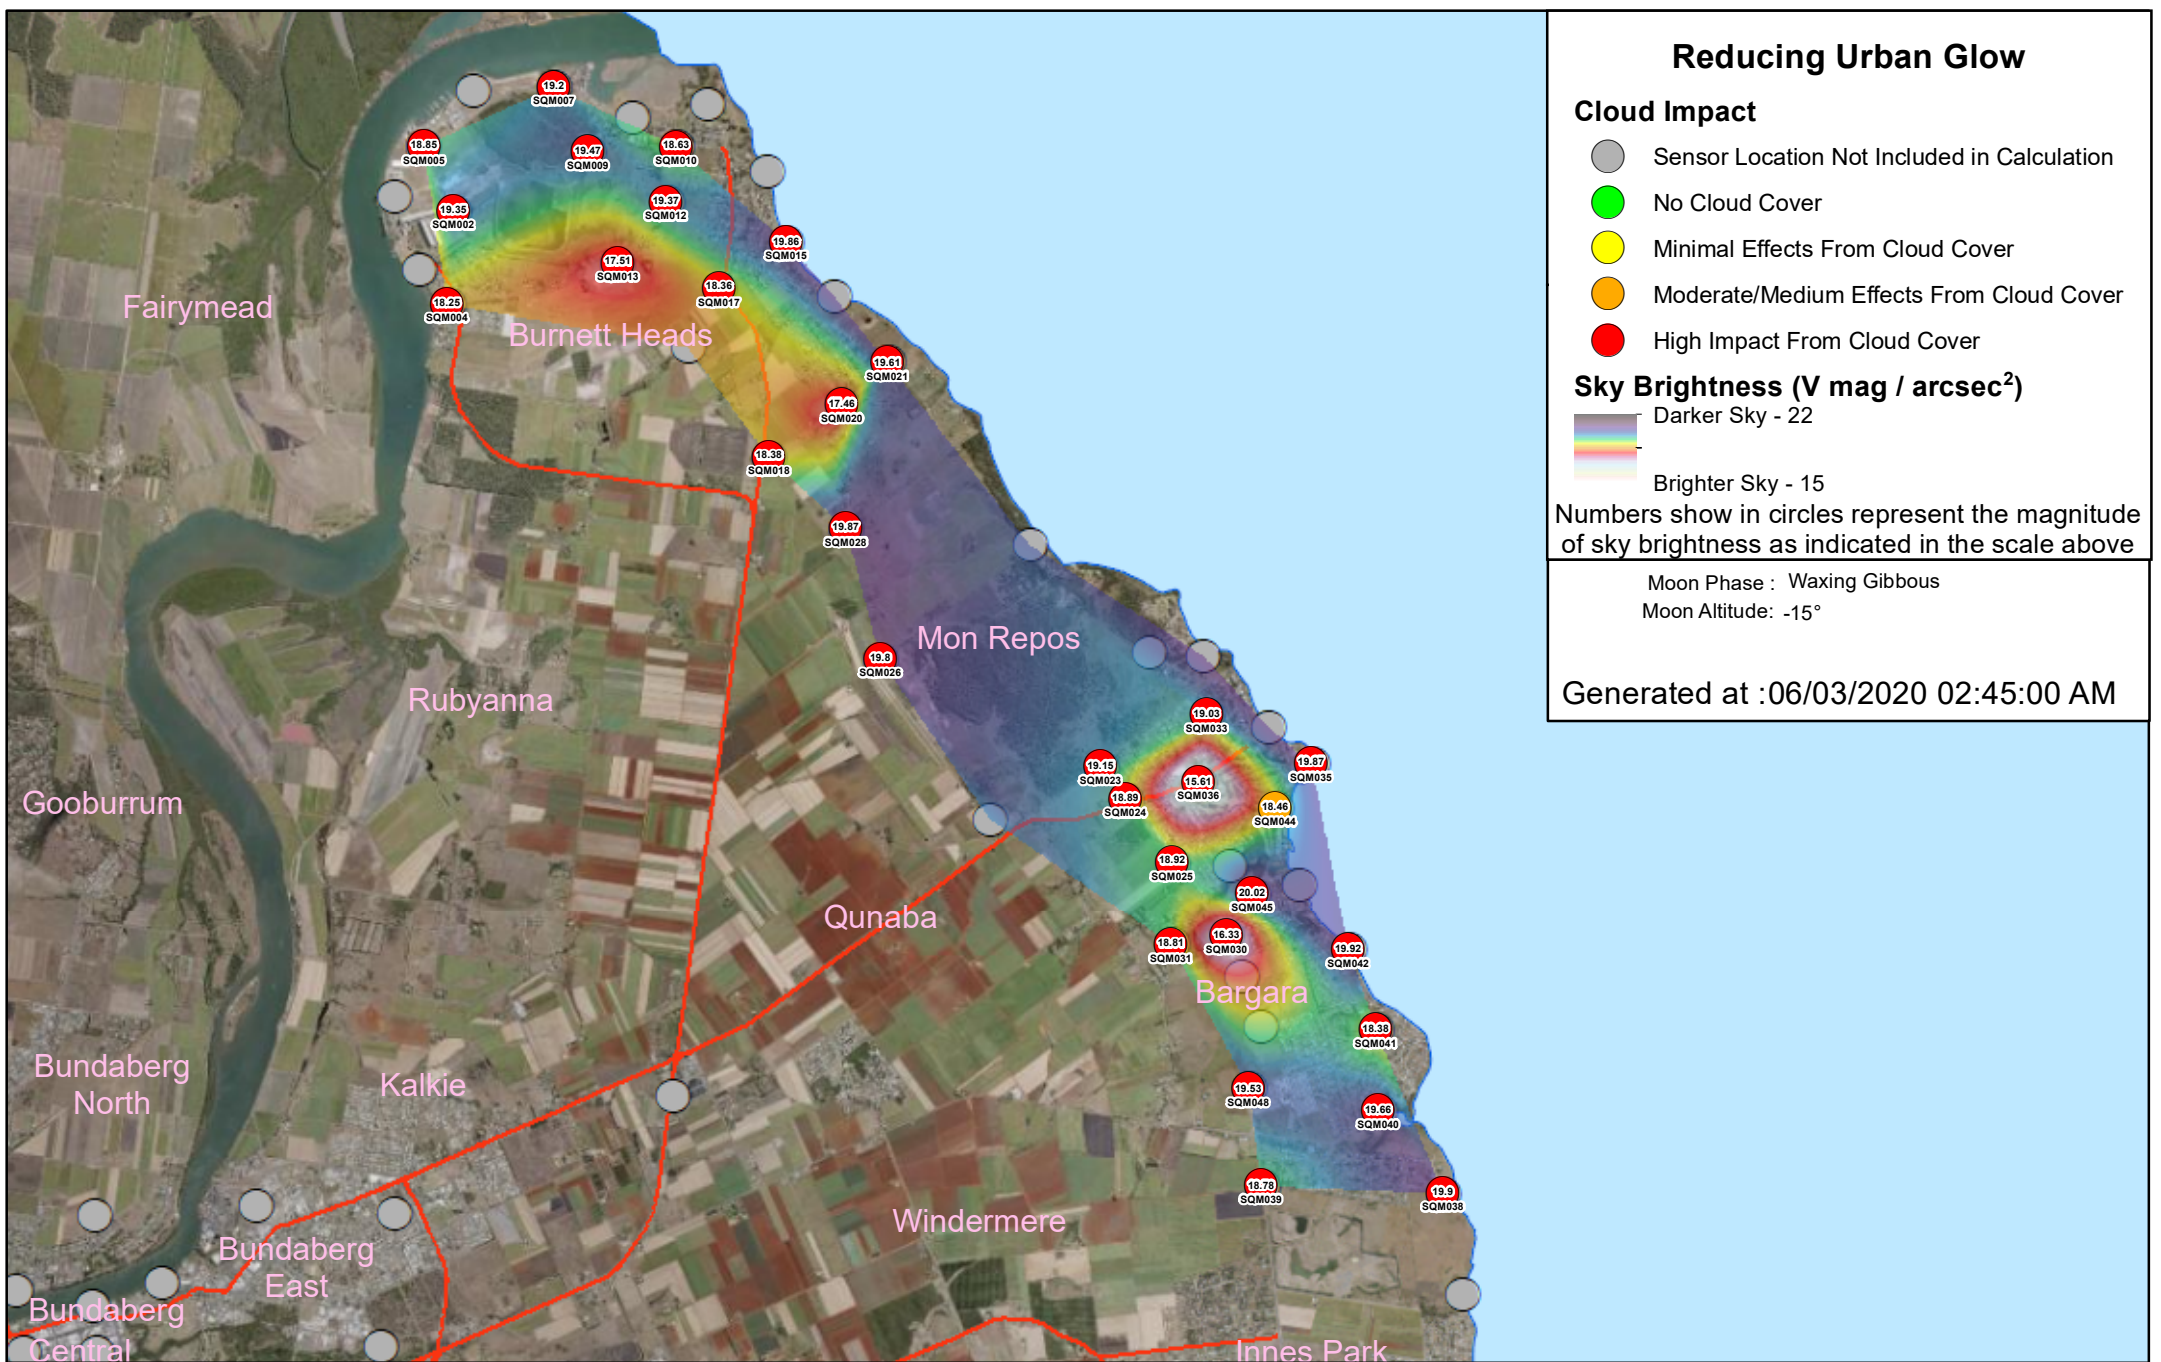 Reducing Urban Glow
Cloud Impact
Sensor Location Not Included in Calculation
No Cloud Cover
Minimal Effects From Cloud Cover
Moderate/Medium Effects From Cloud Cover
High Impact From Cloud Cover
Sky Brightness (V mag / arcsec²)
Darker Sky - 22
Brighter Sky - 15
Numbers show in circles represent the magnitude
of sky brightness as indicated in the scale above
Moon Phase : Waxing Gibbous
Moon Altitude: -15°
Generated at :06/03/2020 02:45:00 AM
19.2
SQM007
18.85
SQM005
19.47
SQM009
18.63
SQM010
19.35
SQM002
19.37
SQM012
19.86
SQM015
17.51
SQM013
18.36
SQM017
18.25
SQM004
Fairymead
Burnett Heads
19.61
SQM021
17.46
SQM020
18.38
SQM018
19.87
SQM028
Mon Repos
19.8
SQM026
Rubyanna
19.03
SQM033
19.15
SQM023
15.61
SQM036
19.87
SQM035
18.89
SQM024
18.46
SQM044
Gooburrum
18.92
SQM025
20.02
SQM045
Qunaba
16.33
SQM030
18.81
SQM031
19.92
SQM042
Bargara
18.38
SQM041
Bundaberg
North
Kalkie
19.53
SQM048
19.66
SQM040
18.78
SQM039
19.9
SQM038
Windermere
Bundaberg
East
Bundaberg
Central
Innes Park